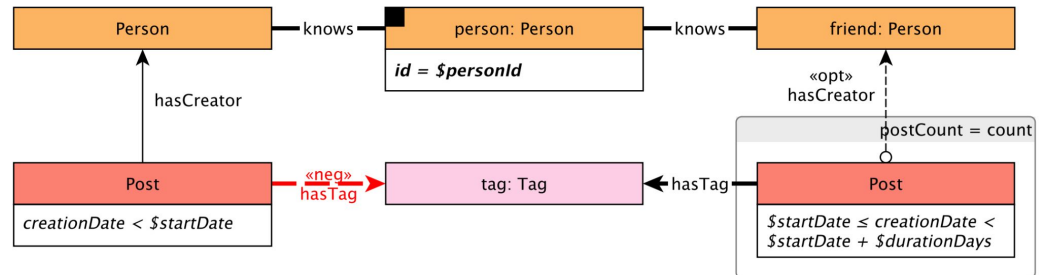 Person
knows
person: Person
knows
friend: Person
id = $personId
«opt»
hasCreator
hasCreator
postCount = count
Post
«neg»
hasTag
tag: Tag
hasTag
Post
creationDate < $startDate
$startDate ≤ creationDate <
$startDate + $durationDays